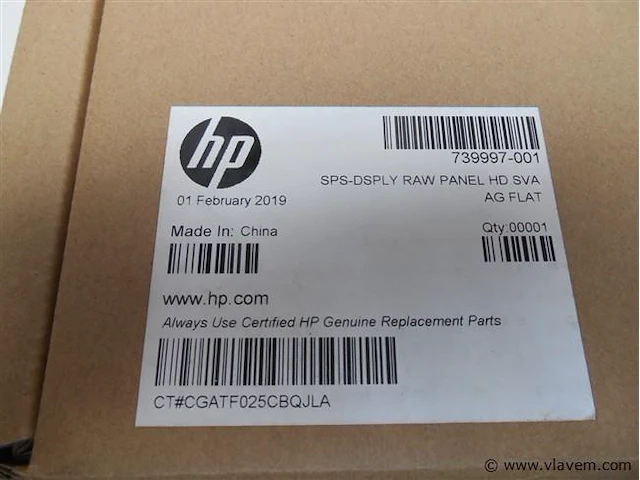 hp
739997-001
SPS-DSPLY RAW PANEL HD SVA
AG FLAT
01 February 2019
Made In: China
Qty:00001
www.hp.com
Always Use Certified HP Genuine Replacement Parts
CT#CGATF025CBQJLA
© www.vlavem.com